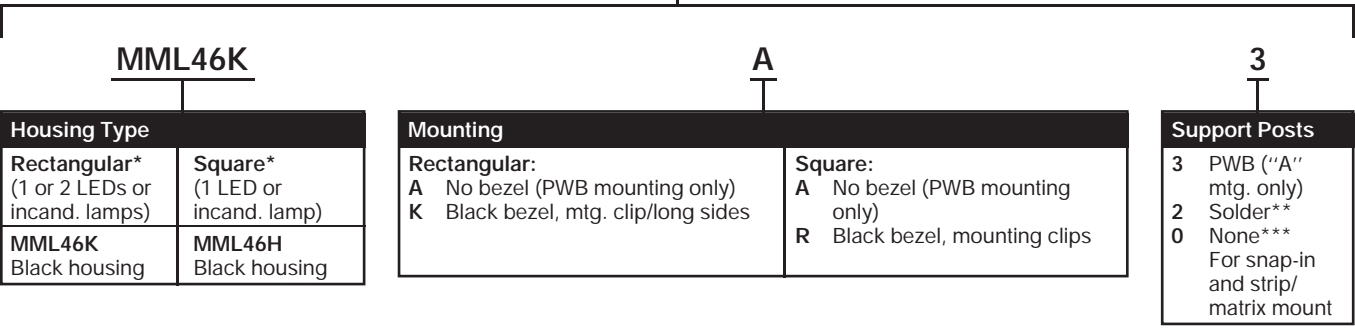 MML46K
A
3
Housing Type
Rectangular*
(1 or 2 LEDs or
incand. lamps)
Square*
(1 LED or
incand. lamp)
MML46K
Black housing
MML46H
Black housing
Mounting
Rectangular:
A No bezel (PWB mounting only)
K Black bezel, mtg. clip/long sides
Square:
A No bezel (PWB mounting
only)
R Black bezel, mounting clips
Support Posts
3 PWB (‘‘A’’
mtg. only)
2 Solder**
0 None***
For snap-in
and strip/
matrix mount